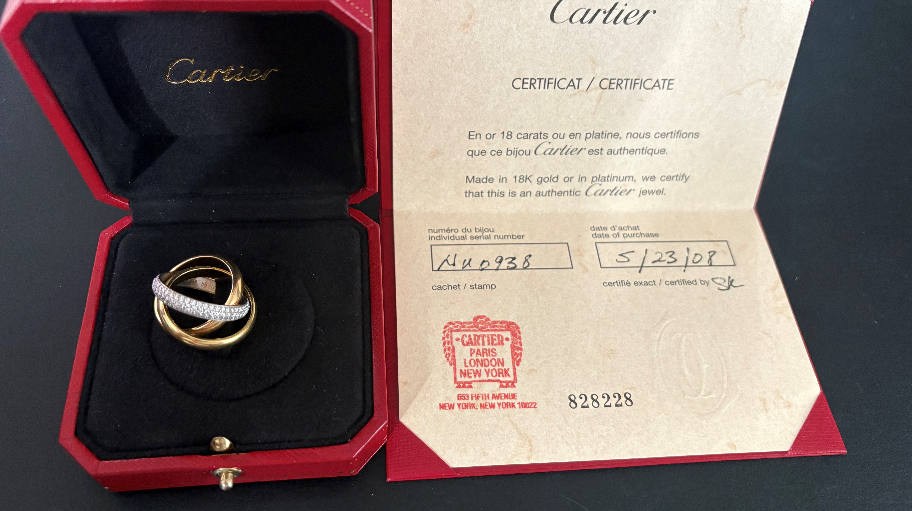 Cartier
Cartier
CERTIFICAT / CERTIFICATE
En or 18 carats ou en platine, nous certifions
que ce bijou Cartier est authentique.
Made in 18K gold or in platinum, we certify
that this is an authentic Cartier jewel.
numéro du bijou
individual serial number
date d'achat
date of purchase
5/23/08
cachet / stamp
certifié exact / certified by
CARTIER
PARIS
LONDON
NEW YORK
653 FIFTH AVENUE
NEW YORK, NEW YORK 10022
828228